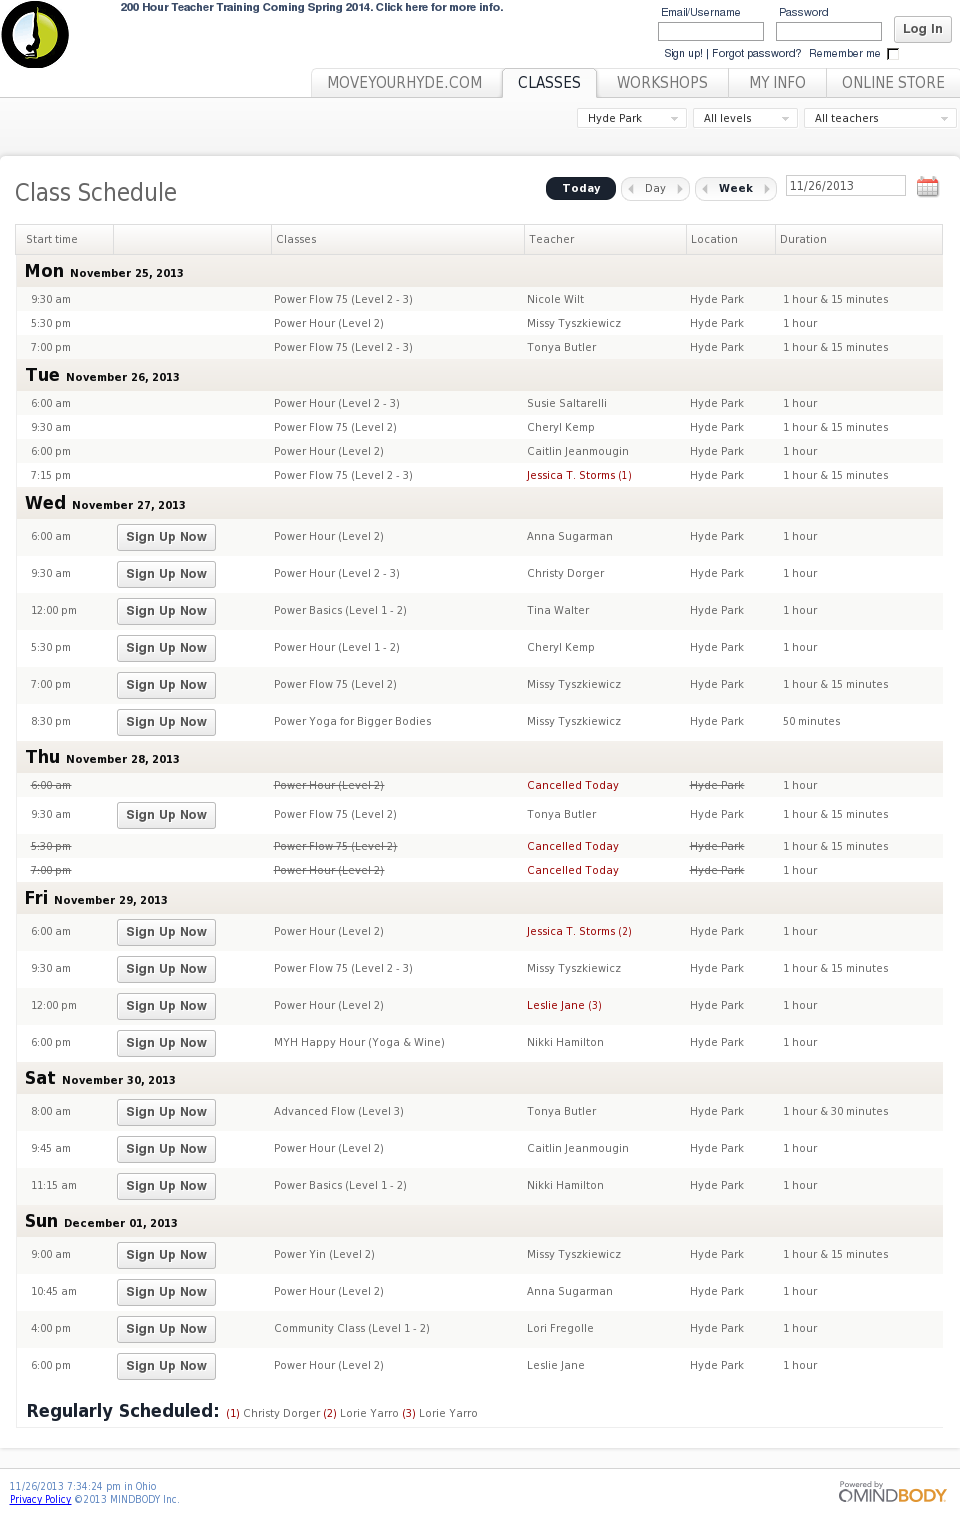 200 Hour Teacher Training Coming Spring 2014. Click here for more info.
Email/Username Password
Log In
Sign up! | Forgot password? Remember me
MOVEYOURHYDE.COM CLASSES WORKSHOPS MY INFO ONLINE STORE
Hyde Park All levels All teachers
Class Schedule Today Day Week 11/26/2013
Start time Classes Teacher Location Duration
Mon November 25, 2013
9:30 am Power Flow 75 (Level 2 - 3) Nicole Wilt Hyde Park 1 hour & 15 minutes
5:30 pm Power Hour (Level 2) Missy Tyszkiewicz Hyde Park 1 hour
7:00 pm Power Flow 75 (Level 2 - 3) Tonya Butler Hyde Park 1 hour & 15 minutes
Tue November 26, 2013
6:00 am Power Hour (Level 2 - 3) Susie Saltarelli Hyde Park 1 hour
9:30 am Power Flow 75 (Level 2) Cheryl Kemp Hyde Park 1 hour & 15 minutes
6:00 pm Power Hour (Level 2) Caitlin Jeanmougin Hyde Park 1 hour
7:15 pm Power Flow 75 (Level 2 - 3) Jessica T. Storms (1) Hyde Park 1 hour & 15 minutes
Wed November 27, 2013
6:00 am Sign Up Now Power Hour (Level 2) Anna Sugarman Hyde Park 1 hour
9:30 am Sign Up Now Power Hour (Level 2 - 3) Christy Dorger Hyde Park 1 hour
12:00 pm Sign Up Now Power Basics (Level 1 - 2) Tina Walter Hyde Park 1 hour
5:30 pm Sign Up Now Power Hour (Level 1 - 2) Cheryl Kemp Hyde Park 1 hour
7:00 pm Sign Up Now Power Flow 75 (Level 2) Missy Tyszkiewicz Hyde Park 1 hour & 15 minutes
8:30 pm Sign Up Now Power Yoga for Bigger Bodies Missy Tyszkiewicz Hyde Park 50 minutes
Thu November 28, 2013
6:00 am Power Hour (Level 2) Cancelled Today Hyde Park 1 hour
9:30 am Sign Up Now Power Flow 75 (Level 2) Tonya Butler Hyde Park 1 hour & 15 minutes
5:30 pm Power Flow 75 (Level 2) Cancelled Today Hyde Park 1 hour & 15 minutes
7:00 pm Power Hour (Level 2) Cancelled Today Hyde Park 1 hour
Fri November 29, 2013
6:00 am Sign Up Now Power Hour (Level 2) Jessica T. Storms (2) Hyde Park 1 hour
9:30 am Sign Up Now Power Flow 75 (Level 2 - 3) Missy Tyszkiewicz Hyde Park 1 hour & 15 minutes
12:00 pm Sign Up Now Power Hour (Level 2) Leslie Jane (3) Hyde Park 1 hour
6:00 pm Sign Up Now MYH Happy Hour (Yoga & Wine) Nikki Hamilton Hyde Park 1 hour
Sat November 30, 2013
8:00 am Sign Up Now Advanced Flow (Level 3) Tonya Butler Hyde Park 1 hour & 30 minutes
9:45 am Sign Up Now Power Hour (Level 2) Caitlin Jeanmougin Hyde Park 1 hour
11:15 am Sign Up Now Power Basics (Level 1 - 2) Nikki Hamilton Hyde Park 1 hour
Sun December 01, 2013
9:00 am Sign Up Now Power Yin (Level 2) Missy Tyszkiewicz Hyde Park 1 hour & 15 minutes
10:45 am Sign Up Now Power Hour (Level 2) Anna Sugarman Hyde Park 1 hour
4:00 pm Sign Up Now Community Class (Level 1 - 2) Lori Fregolle Hyde Park 1 hour
6:00 pm Sign Up Now Power Hour (Level 2) Leslie Jane Hyde Park 1 hour
Regularly Scheduled: (1) Christy Dorger (2) Lorie Yarro (3) Lorie Yarro
11/26/2013 7:34:24 pm in Ohio
Privacy Policy ©2013 MINDBODY Inc.
Powered by
MINDBODY